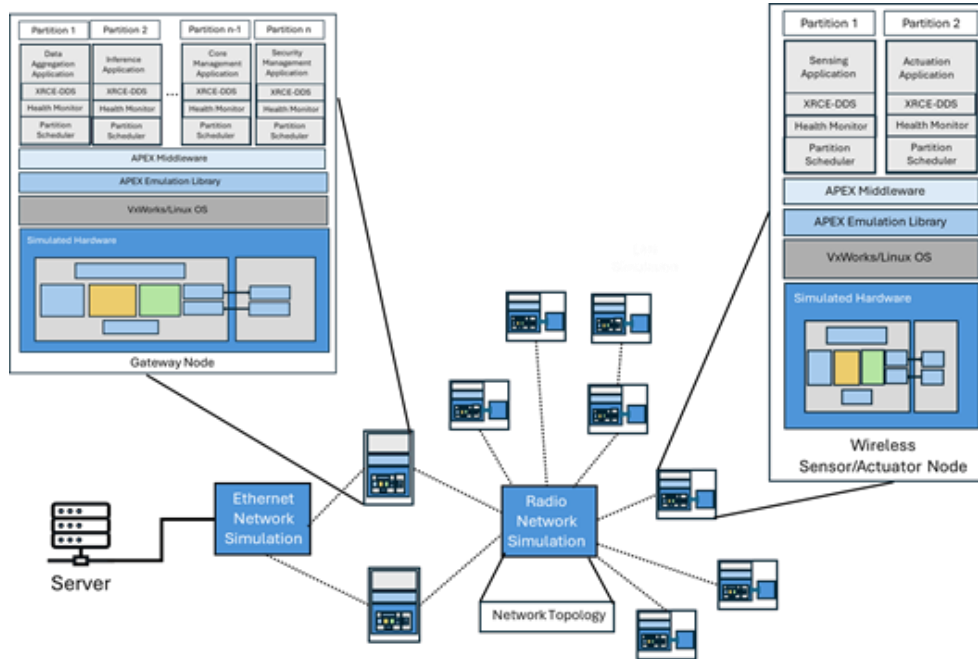 Partition 1
Partition 2
Partition n-1
Partition n
Data
Aggregation
Application
Inference
Application
Core
Management
Application
Security
Management
Application
XRCE-DDS
XRCE-DDS
...
XRCE-DDS
XRCE-DDS
Health Monitor
Health Monitor
Health Monitor
Health Monitor
Partition
Scheduler
Partition
Scheduler
Partition
Scheduler
Partition
Scheduler
APEX Middleware
APEX Emulation Library
VxWorks/Linux OS
Simulated Hardware
Gateway Node
Partition 1
Partition 2
Sensing
Application
Actuation
Application
XRCE-DDS
XRCE-DDS
Health Monitor
Health Monitor
Partition
Scheduler
Partition
Scheduler
APEX Middleware
APEX Emulation Library
VxWorks/Linux OS
Simulated Hardware
Wireless
Sensor/Actuator Node
Ethernet
Network
Simulation
Radio
Network
Simulation
Server
Network Topology